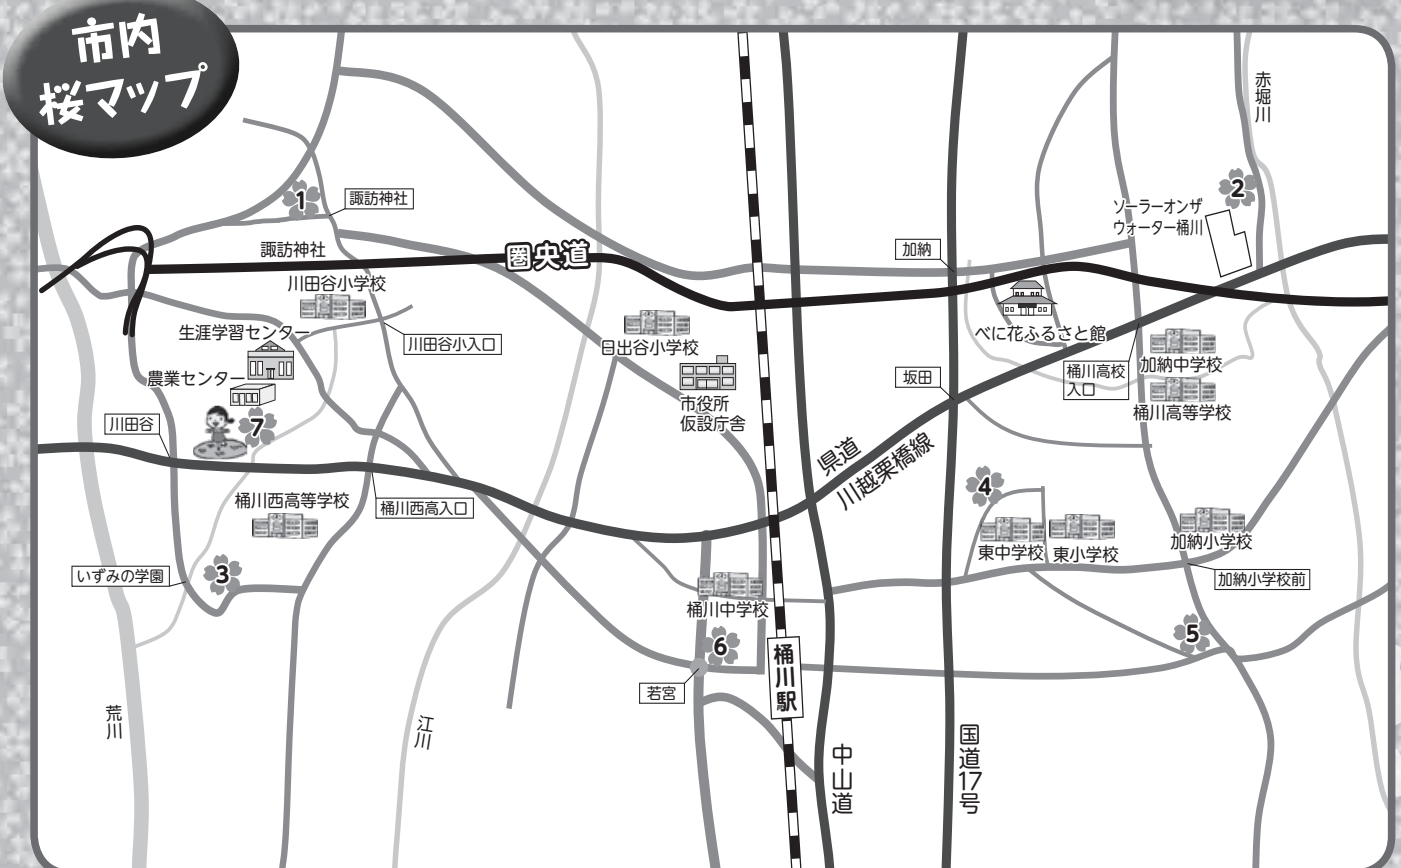 市内
桜マップ
赤堀川
1
諏訪神社
2
ソーラーオンザ
ウォーター桶川
諏訪神社
圏央道
加納
川田谷小学校
生涯学習センター
川田谷小入口
日出谷小学校
べに花ふるさと館
加納中学校
桶川高校
入口
農業センター
市役所
仮設庁舎
坂田
桶川高等学校
川田谷
7
県道
川越栗橋線
4
桶川西高等学校
桶川西高入口
東中学校
東小学校
加納小学校
いずみの学園
3
加納小学校前
桶川中学校
6
5
桶川駅
若宮
荒川
江川
中山道
国道17号